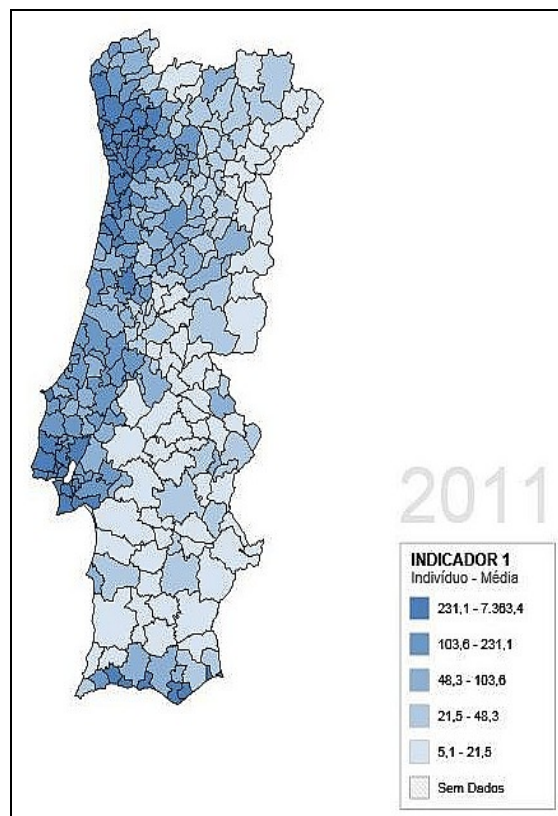 2011
INDICADOR 1
Indivíduo - Média
231,1 - 7.363,4
103,6 - 231,1
48,3 - 103,6
21,5 - 48,3
5,1 - 21,5
Sem Dados